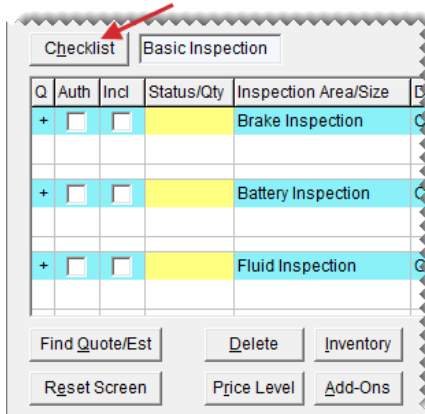 Checklist Basic Inspection
Q Auth Incl Status/Qty Inspection Area/Size
+ Brake Inspection
+ Battery Inspection
+ Fluid Inspection
Find Quote/Est Delete Inventory
Reset Screen Price Level Add-Ons